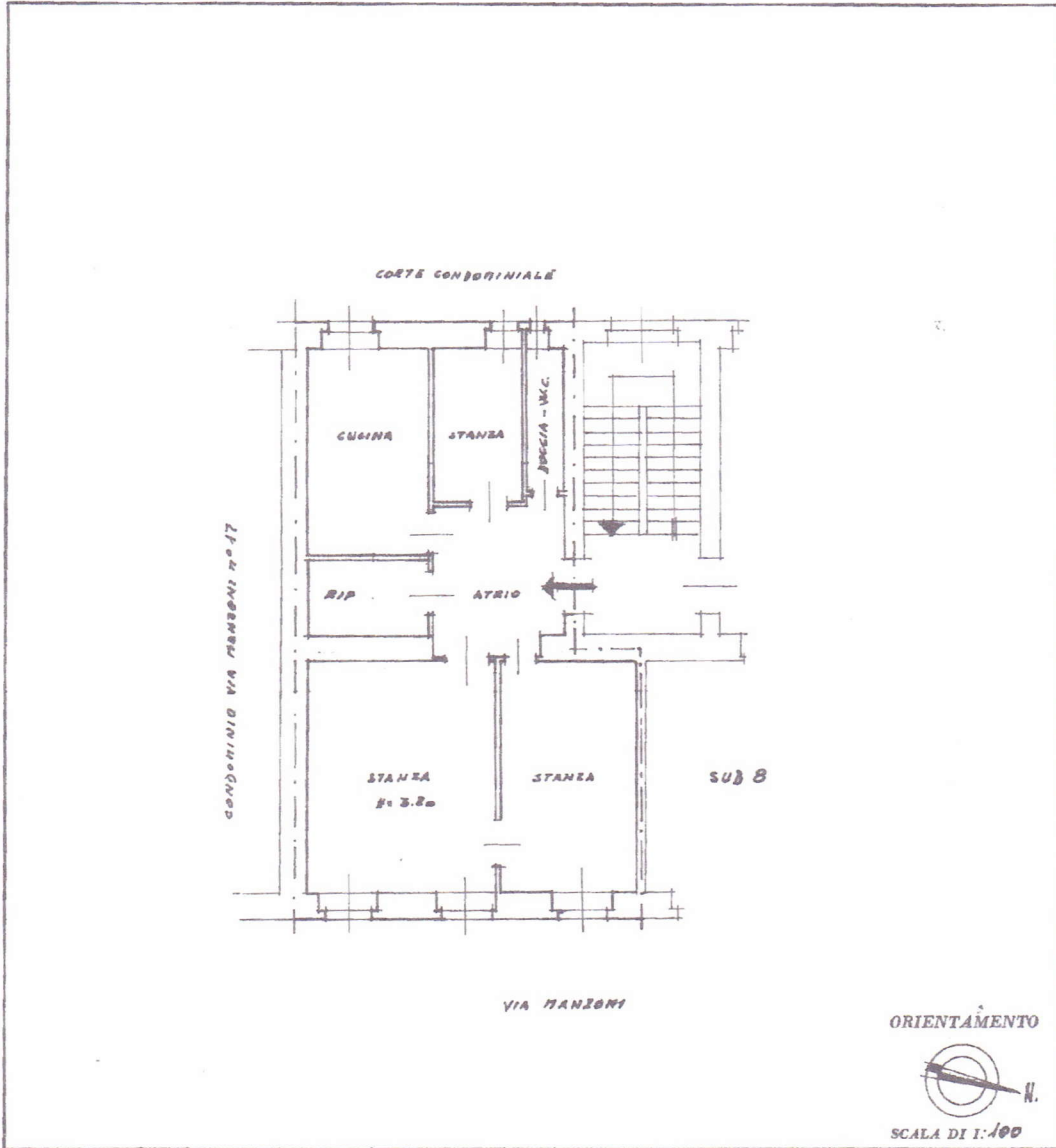 CORTE CONDOMINIALE
CUCINA
STANZA
DOCCIA - W.C.
RIP
ATRIO
CONDOMINIO VIA MANZONI N° 17
STANZA
STANZA
SUB 8
VIA MANZONI
ORIENTAMENTO
N.
SCALA DI 1:100